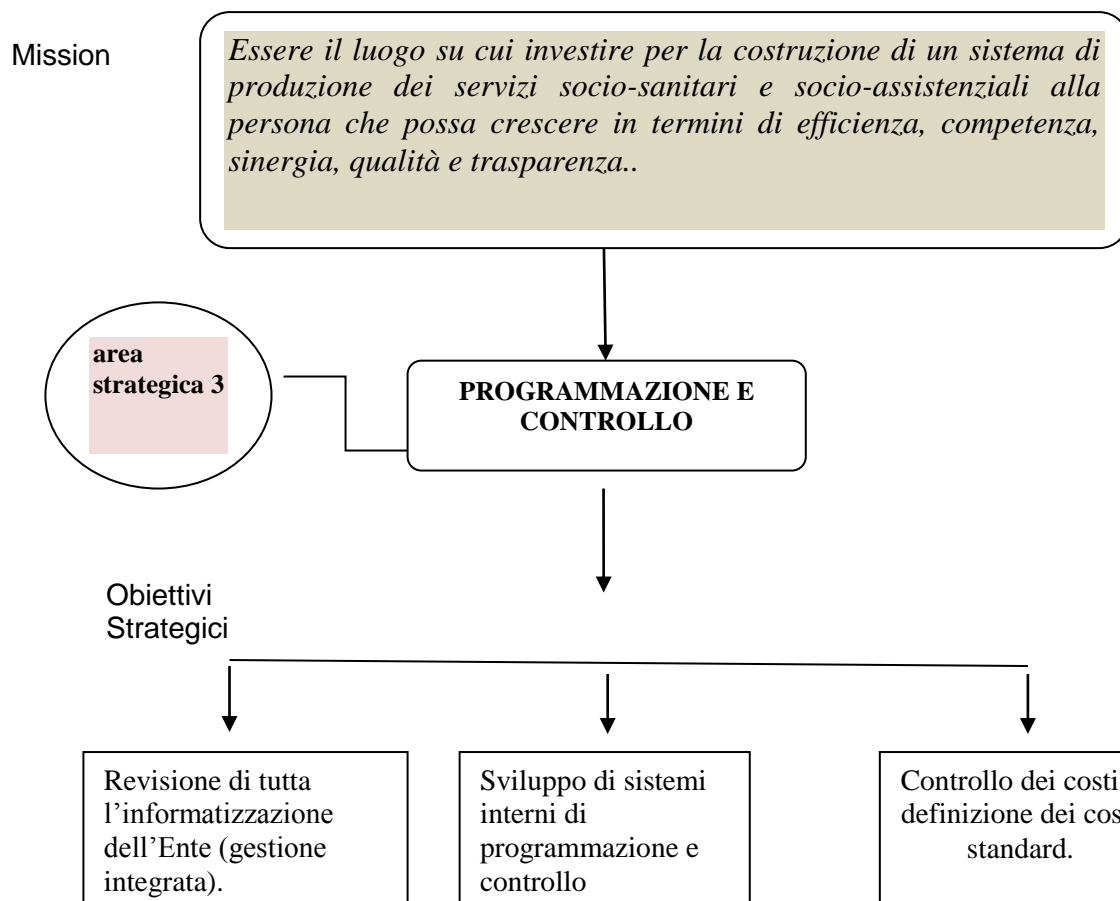 Mission
Essere il luogo su cui investire per la costruzione di un sistema di
produzione dei servizi socio-sanitari e socio-assistenziali alla
persona che possa crescere in termini di efficienza, competenza,
sinergia, qualità e trasparenza..
area
strategica 3
PROGRAMMAZIONE E
CONTROLLO
Obiettivi
Strategici
Revisione di tutta
l’informatizzazione
dell’Ente (gestione
integrata).
Sviluppo di sistemi
interni di
programmazione e
controllo
Controllo dei costi
definizione dei
standard.